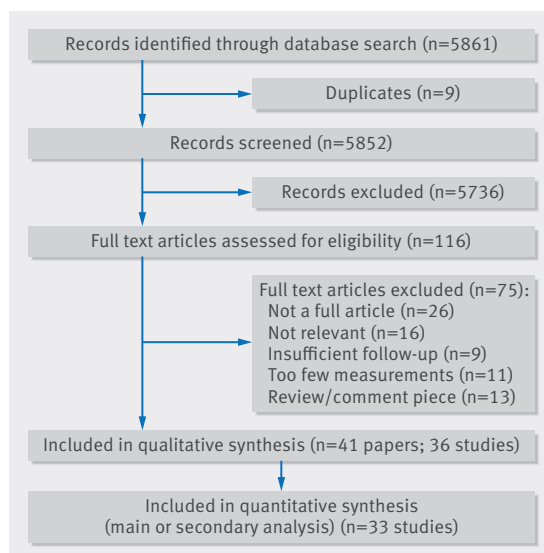 Records identified through database search (n=5861)
Duplicates (n=9)
Records screened (n=5852)
Records excluded (n=5736)
Full text articles assessed for eligibility (n=116)
Full text articles excluded (n=75):
Not a full article (n=26)
Not relevant (n=16)
Insufficient follow-up (n=9)
Too few measurements (n=11)
Review/comment piece (n=13)
Included in qualitative synthesis (n=41 papers; 36 studies)
Included in quantitative synthesis
(main or secondary analysis) (n=33 studies)